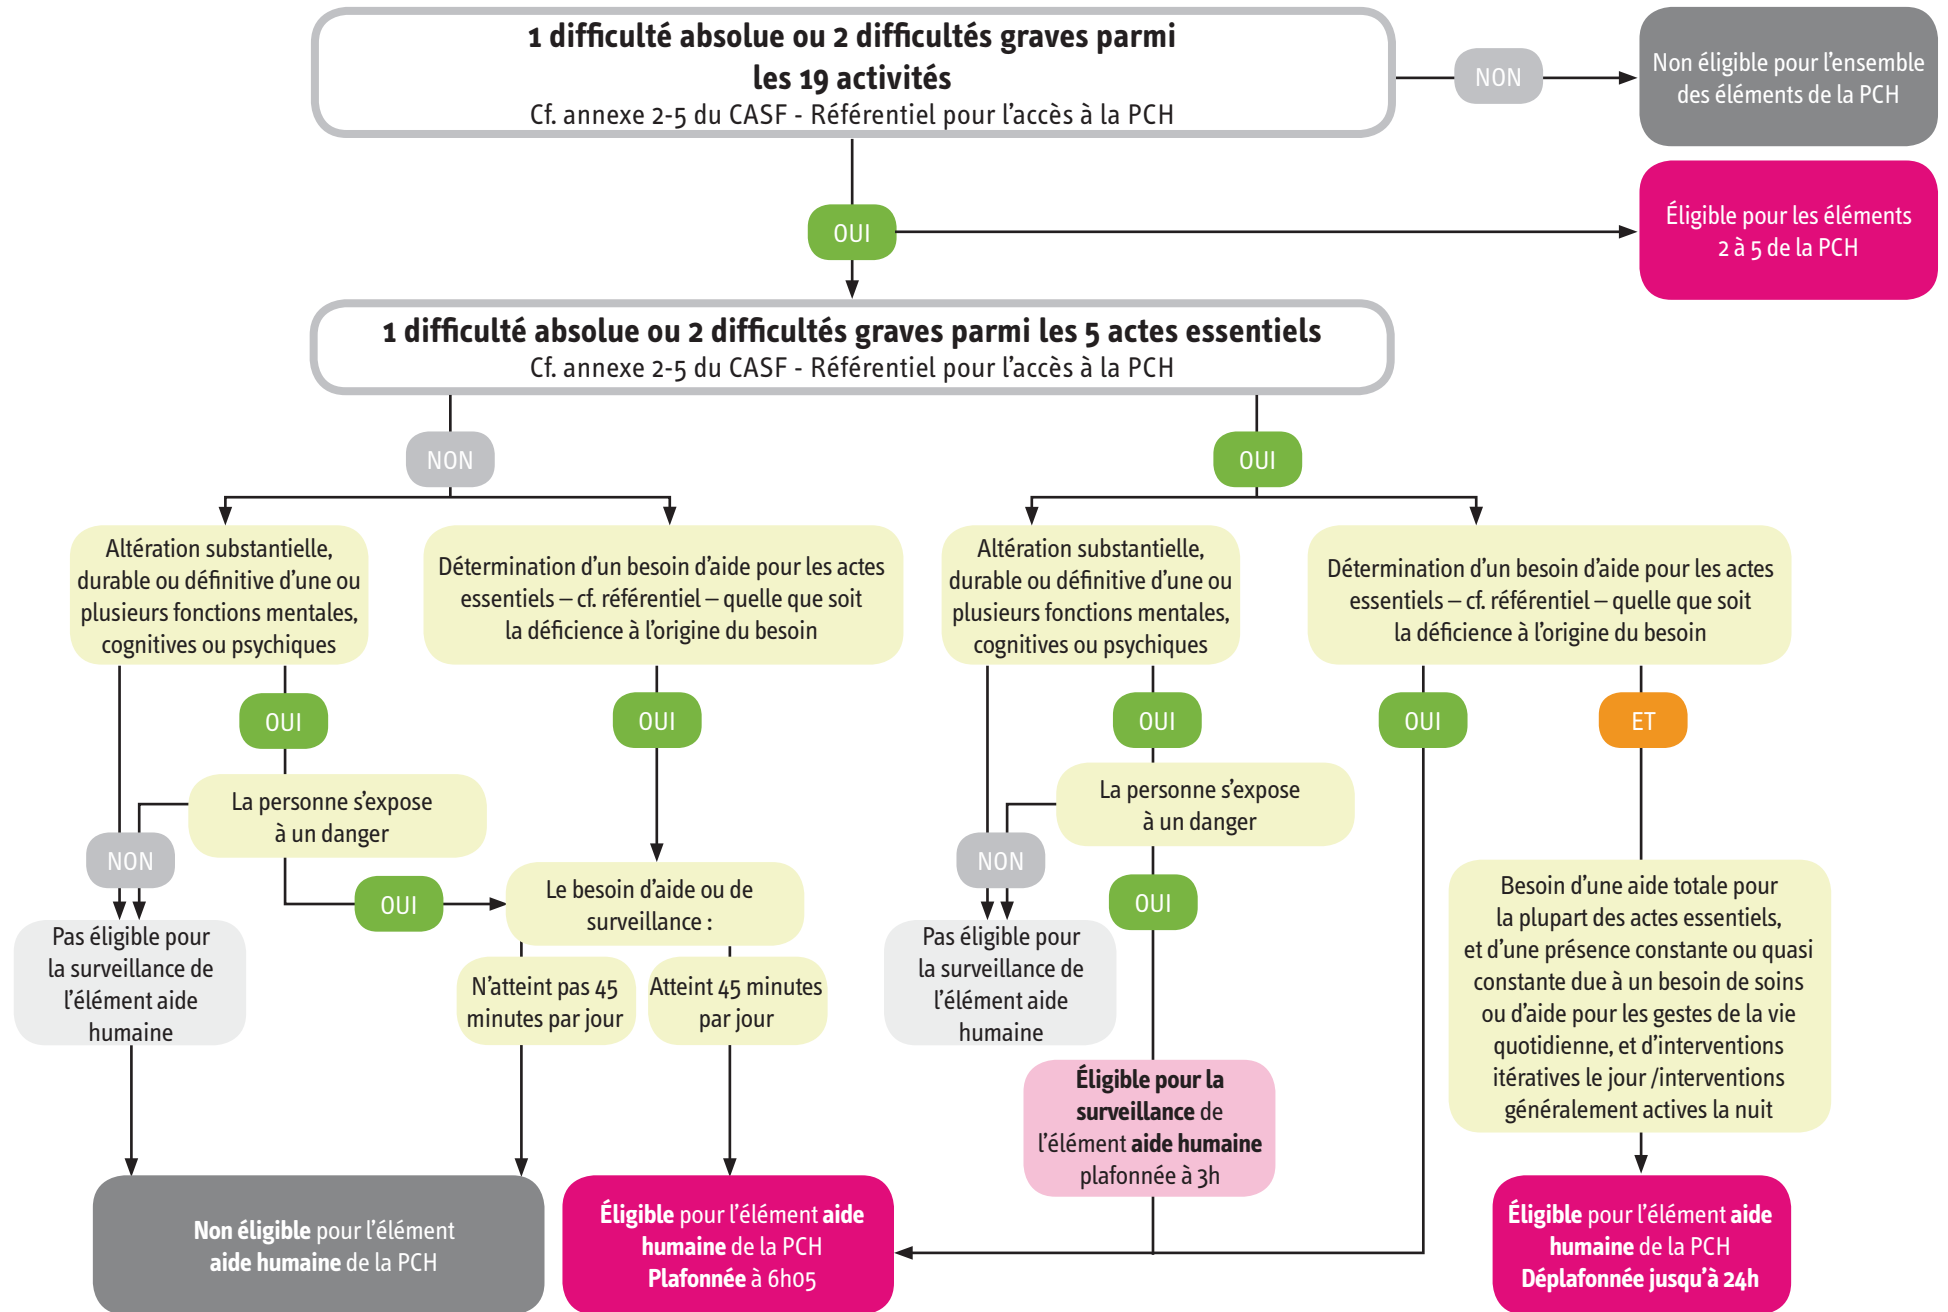 1 difficulté absolue ou 2 difficultés graves parmi
les 19 activités
Cf. annexe 2-5 du CASF - Référentiel pour l'accès à la PCH
NON
Non éligible pour l'ensemble
des éléments de la PCH
OUI
Éligible pour les éléments
2 à 5 de la PCH
1 difficulté absolue ou 2 difficultés graves parmi les 5 actes essentiels
Cf. annexe 2-5 du CASF - Référentiel pour l'accès à la PCH
NON
OUI
Altération substantielle,
durable ou définitive d'une ou
plusieurs fonctions mentales,
cognitives ou psychiques
Détermination d'un besoin d'aide pour les actes
essentiels – cf. référentiel – quelle que soit
la déficience à l'origine du besoin
Altération substantielle,
durable ou définitive d'une ou
plusieurs fonctions mentales,
cognitives ou psychiques
Détermination d'un besoin d'aide pour les actes
essentiels – cf. référentiel – quelle que soit
la déficience à l'origine du besoin
OUI
OUI
OUI
OUI
ET
La personne s'expose
à un danger
La personne s'expose
à un danger
NON
OUI
Le besoin d'aide ou de
surveillance :
NON
OUI
Besoin d'une aide totale pour
la plupart des actes essentiels,
et d'une présence constante ou quasi
constante due à un besoin de soins
ou d'aide pour les gestes de la vie
quotidienne, et d'interventions
itératives le jour /interventions
généralement actives la nuit
Pas éligible pour
la surveillance de
l'élément aide
humaine
N'atteint pas 45
minutes par jour
Atteint 45 minutes
par jour
Pas éligible pour
la surveillance de
l'élément aide
humaine
Éligible pour la
surveillance de
l'élément aide humaine
plafonnée à 3h
Non éligible pour l'élément
aide humaine de la PCH
Éligible pour l'élément aide
humaine de la PCH
Plafonnée à 6h05
Éligible pour l'élément aide
humaine de la PCH
Déplafonnée jusqu'à 24h